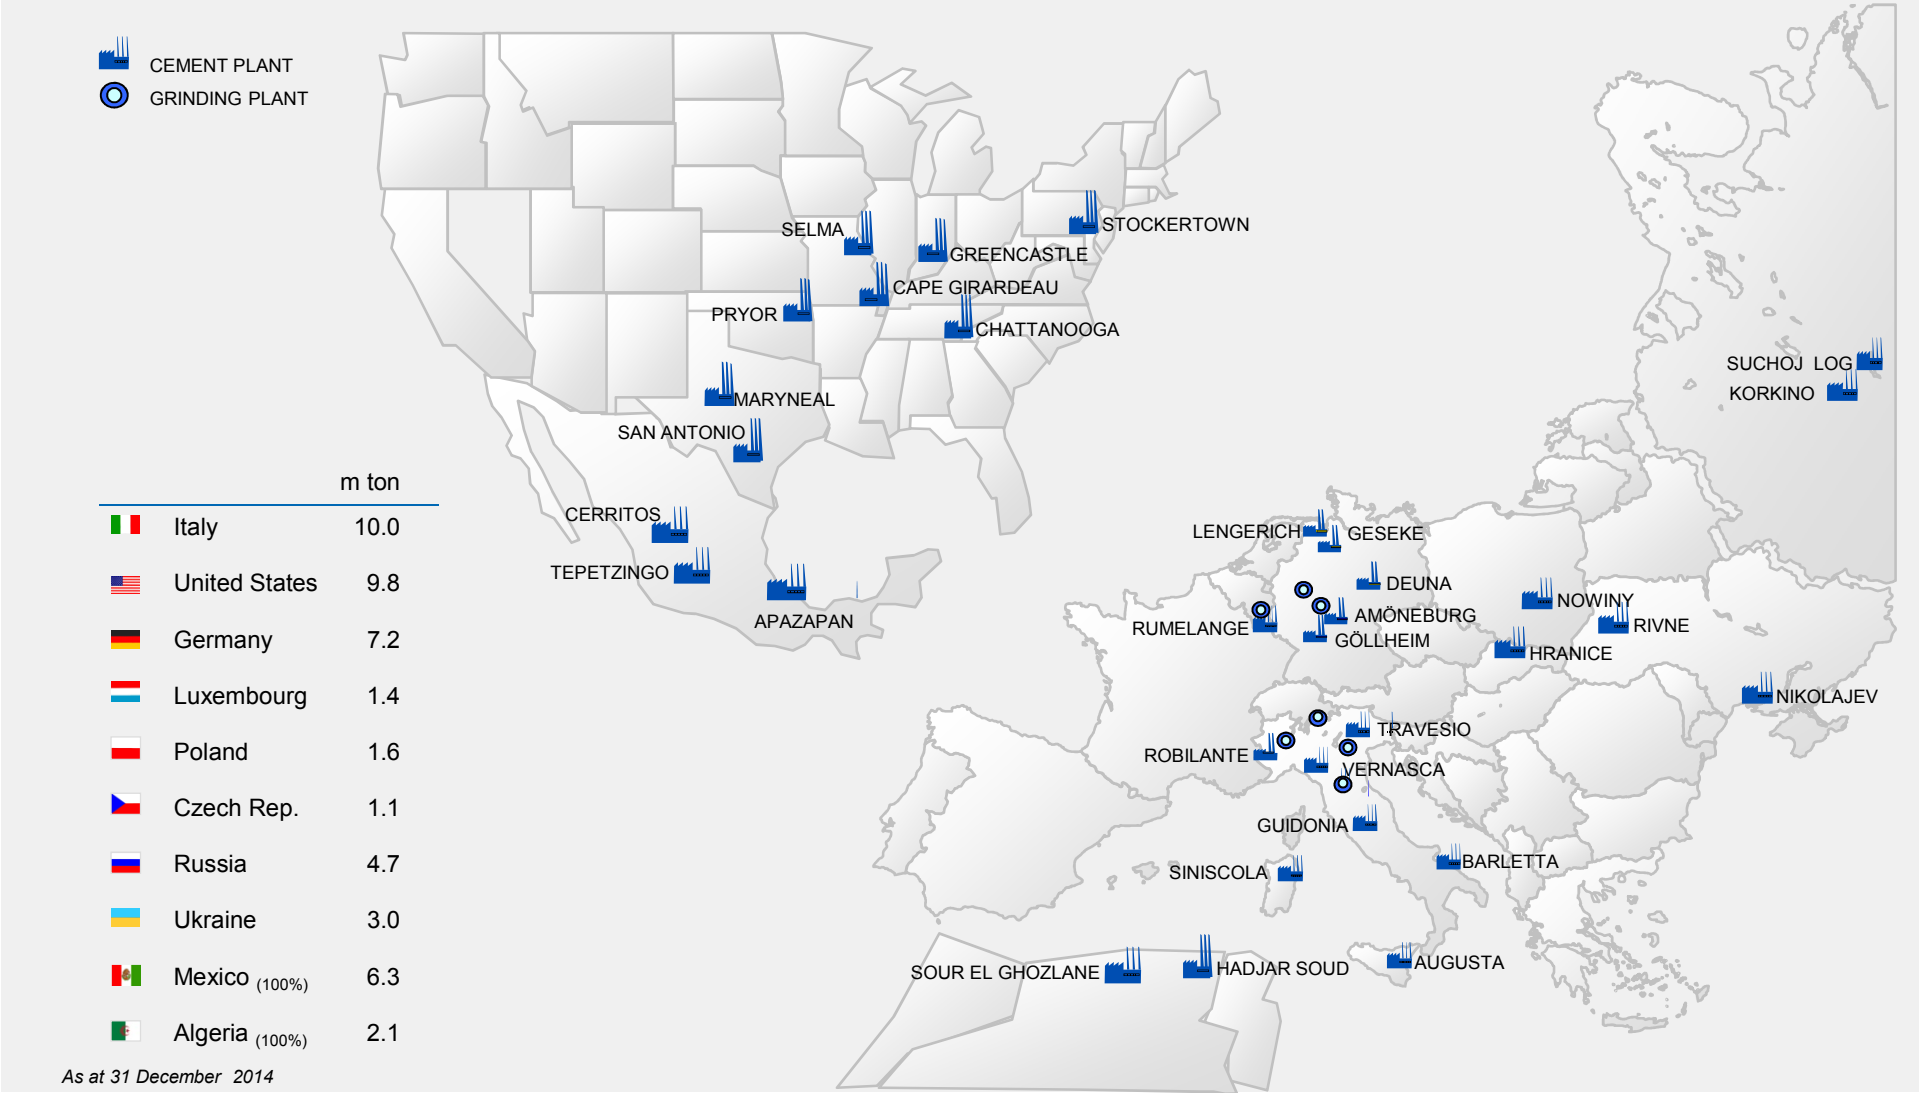 CEMENT PLANT
GRINDING PLANT
SELMA
STOCKERTOWN
GREENCASTLE
CAPE GIRARDEAU
PRYOR
CHATTANOOGA
MARYNEAL
SAN ANTONIO
CERRITOS
TEPETZINGO
APAZAPAN
SUCHOJ LOG
KORKINO
LENGERICH
GESEKE
DEUNA
AMÖNEBURG
RUMELANGE
GÖLLHEIM
NOWINY
RIVNE
HRANICE
NIKOLAJEV
TRAVESIO
ROBILANTE
VERNASCA
GUIDONIA
SINISCOLA
BARLETTA
SOUR EL GHOZLANE
HADJAR SOUD
AUGUSTA
m ton
Italy 10.0
United States 9.8
Germany 7.2
Luxembourg 1.4
Poland 1.6
Czech Rep. 1.1
Russia 4.7
Ukraine 3.0
Mexico (100%) 6.3
Algeria (100%) 2.1
As at 31 December 2014